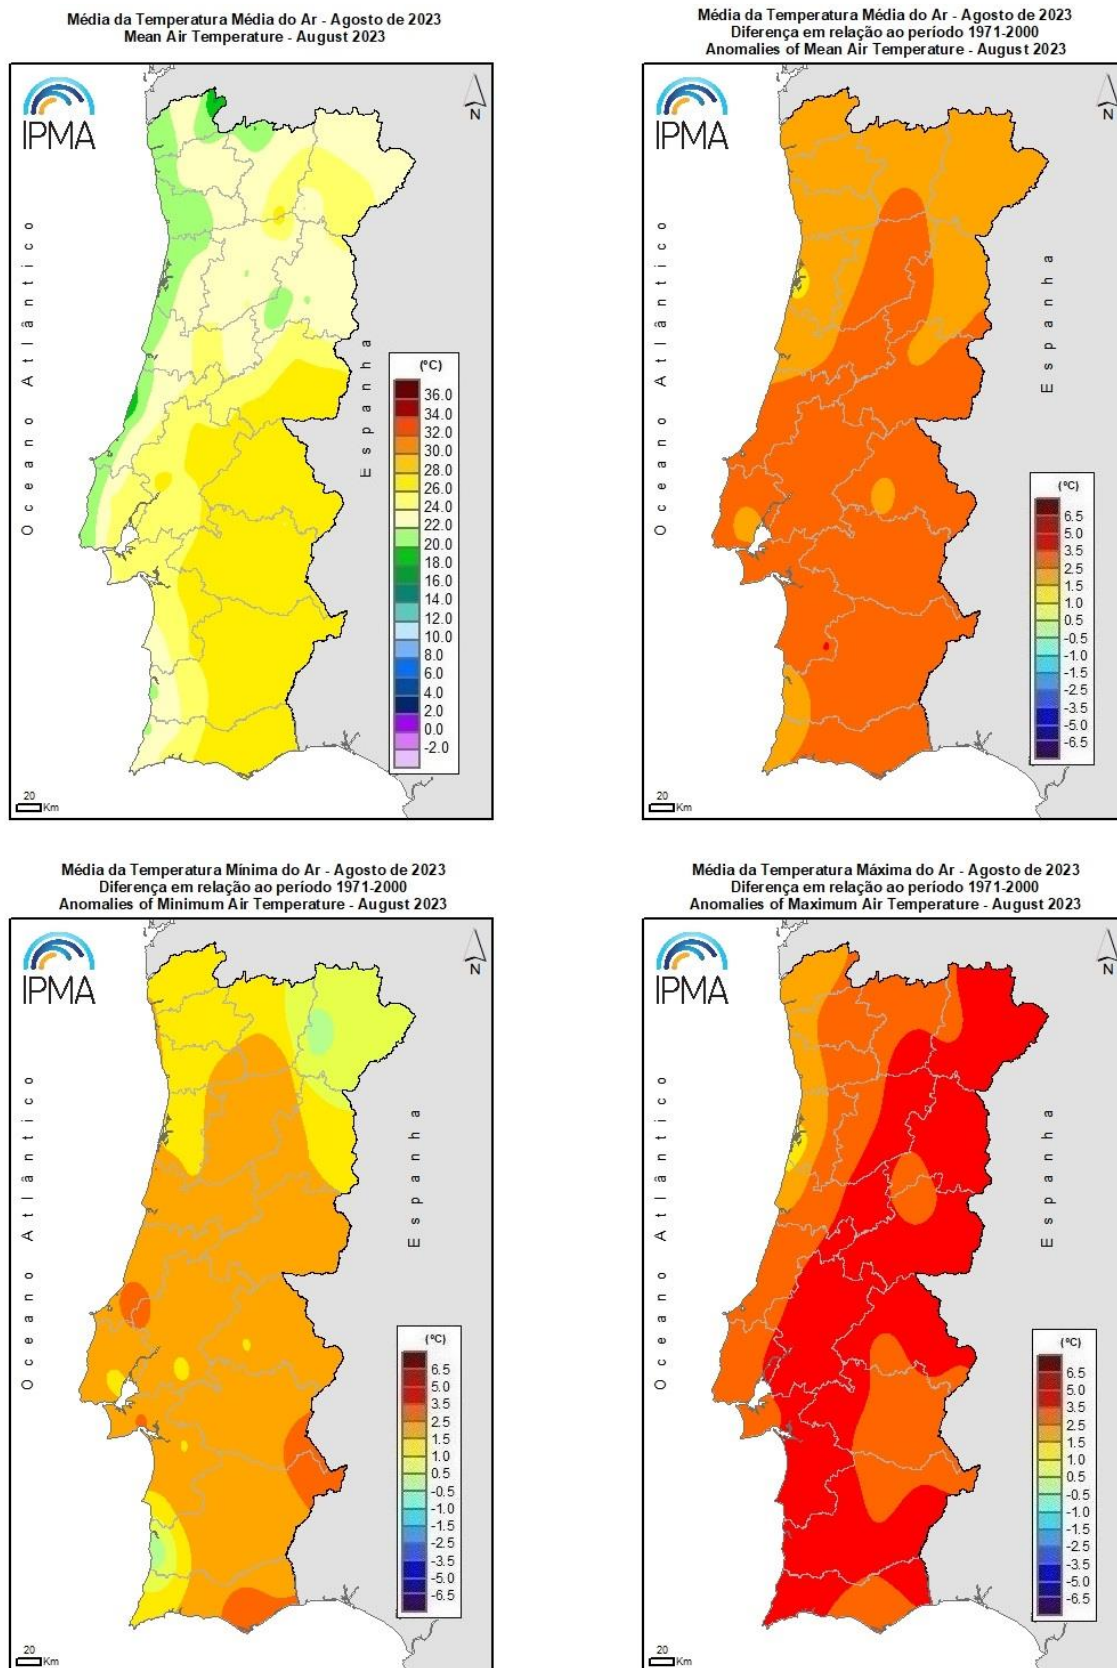 Média da Temperatura Média do Ar - Agosto de 2023
Mean Air Temperature - August 2023
IPMA
N
Oceano Atlântico
Espanha
(ºC)
36.0
34.0
32.0
30.0
28.0
26.0
24.0
22.0
20.0
18.0
16.0
14.0
12.0
10.0
8.0
6.0
4.0
2.0
0.0
-2.0
20
Km
Média da Temperatura Média do Ar - Agosto de 2023
Diferença em relação ao período 1971-2000
Anomalies of Mean Air Temperature - August 2023
IPMA
N
Oceano Atlântico
Espanha
(ºC)
6.5
5.0
3.5
2.5
1.5
1.0
0.5
-0.5
-1.0
-1.5
-2.5
-3.5
-5.0
-6.5
20
Km
Média da Temperatura Mínima do Ar - Agosto de 2023
Diferença em relação ao período 1971-2000
Anomalies of Minimum Air Temperature - August 2023
IPMA
N
Oceano Atlântico
Espanha
(ºC)
6.5
5.0
3.5
2.5
1.5
1.0
0.5
-0.5
-1.0
-1.5
-2.5
-3.5
-5.0
-6.5
20
Km
Média da Temperatura Máxima do Ar - Agosto de 2023
Diferença em relação ao período 1971-2000
Anomalies of Maximum Air Temperature - August 2023
IPMA
N
Oceano Atlântico
Espanha
(ºC)
6.5
5.0
3.5
2.5
1.5
1.0
0.5
-0.5
-1.0
-1.5
-2.5
-3.5
-5.0
-6.5
20
Km